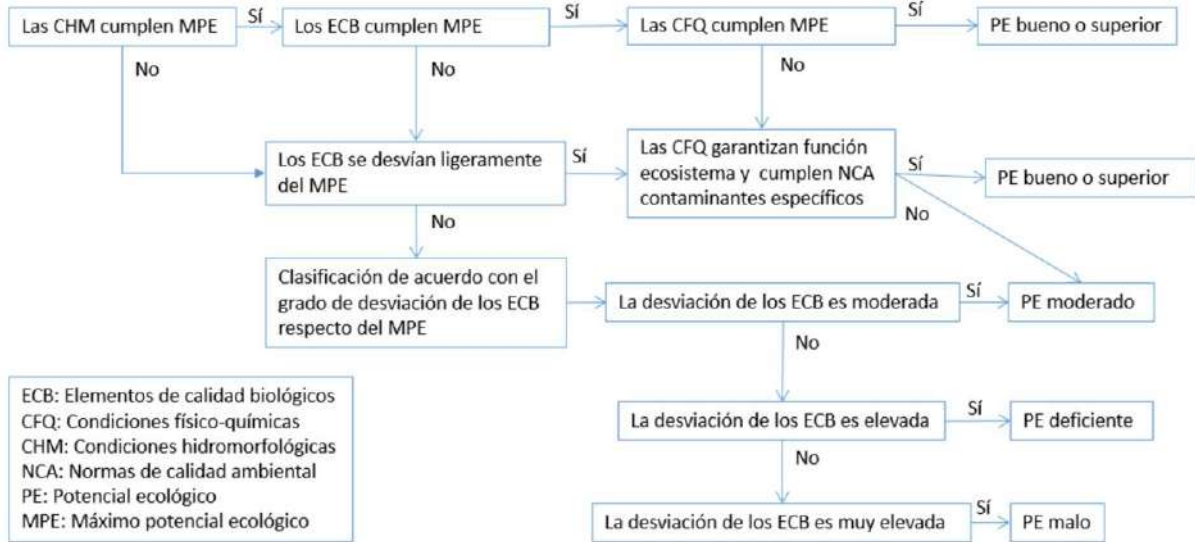 Las CHM cumplen MPE
Sí
Los ECB cumplen MPE
Sí
Las CFQ cumplen MPE
Sí
PE bueno o superior
No
No
No
Los ECB se desvían ligeramente
del MPE
Sí
Las CFQ garantizan función
ecosistema y cumplen NCA
contaminantes específicos
Sí
PE bueno o superior
No
No
Clasificación de acuerdo con el
grado de desviación de los ECB
respecto del MPE
La desviación de los ECB es moderada
Sí
PE moderado
No
ECB: Elementos de calidad biológicos
CFQ: Condiciones físico-químicas
CHM: Condiciones hidromorfológicas
NCA: Normas de calidad ambiental
PE: Potencial ecológico
MPE: Máximo potencial ecológico
La desviación de los ECB es elevada
Sí
PE deficiente
No
La desviación de los ECB es muy elevada
Sí
PE malo